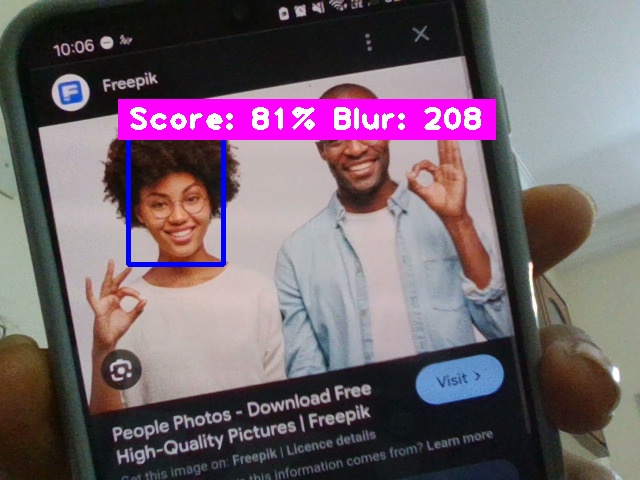 10:06
Freepik
Score: 81% Blur: 208
People Photos - Download Free
High-Quality Pictures | Freepik
Get this image on: Freepik | Licence details
this information comes from? Learn more
Visit >